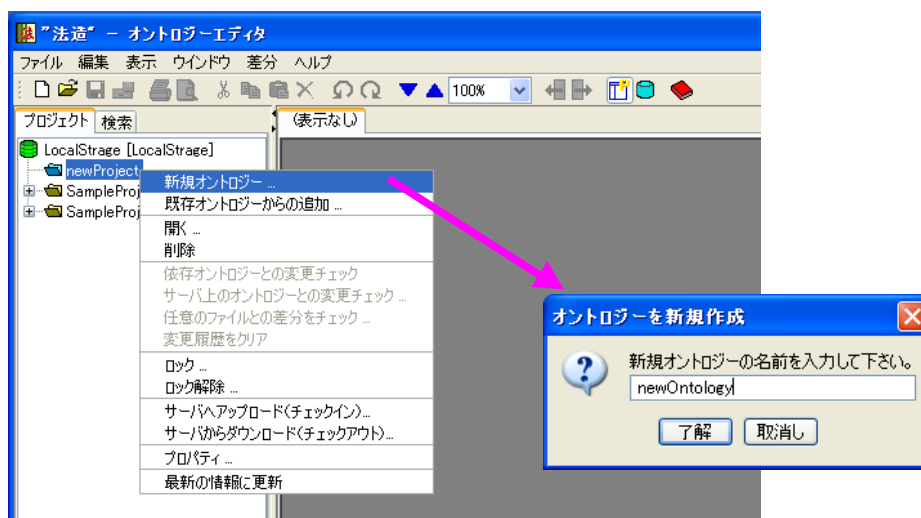 "法造" － オントロジーエディタ
ファイル 編集 表示 ウインドウ 差分 ヘルプ
100%
プロジェクト 検索 (表示なし)
LocalStrage [LocalStrage]
newProject
SampleProj
SampleProj
新規オントロジー ...
既存オントロジーからの追加 ...
開く ...
削除
依存オントロジーとの変更チェック
サーバ上のオントロジーとの変更チェック ...
任意のファイルとの差分をチェック ...
変更履歴をクリア
ロック ...
ロック解除 ...
サーバへアップロード(チェックイン)...
サーバからダウンロード(チェックアウト)...
プロパティ ...
最新の情報に更新
オントロジーを新規作成
新規オントロジーの名前を入力して下さい。
newOntology
了解 取消し